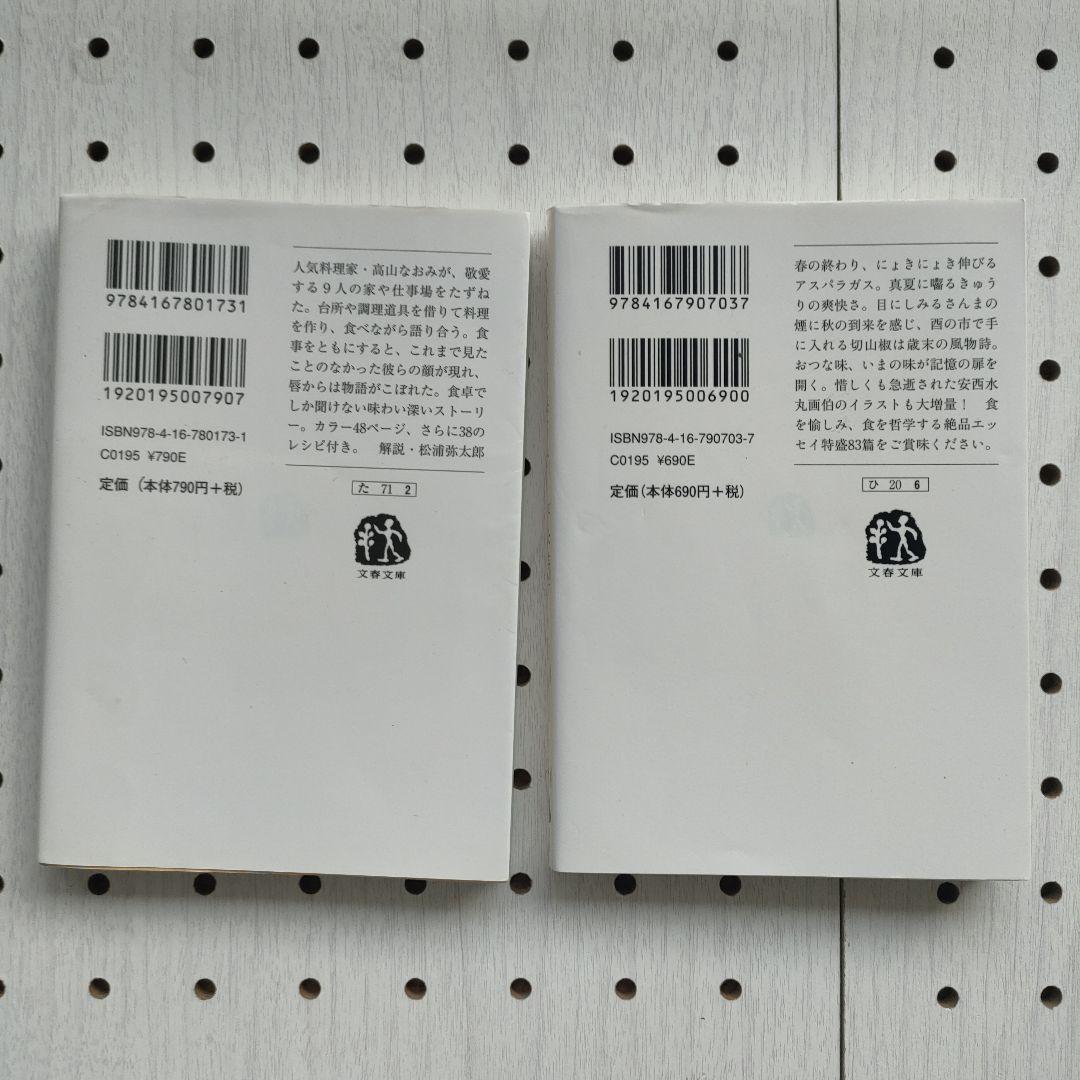 9784167801731
1920195007907
ISBN978-4-16-780173-1
C0195 ¥790E
定価(本体790円+税)
人気料理家・高山なおみが、敬愛
する9人の家や仕事場をたずね
た。台所や調理道具を借りて料理
を作り、食べながら語り合う。食
事をともにすると、これまで見た
ことのなかった彼らの顔が現れ、
唇からは物語がこぼれた。食卓で
しか聞けない味わい深いストーリ
ー。カラー48ページ、さらに38の
レシピ付き。 解説・松浦弥太郎
た 71 2
文春文庫
9784167907037
1920195006900
ISBN978-4-16-790703-7
C0195 ¥690E
定価(本体690円+税)
春の終わり、にょきにょき伸びる
アスパラガス。真夏に囓るきゅう
りの爽快さ。目にしみるさんまの
煙に秋の到来を感じ、酉の市で手
に入れる切山椒は歳末の風物詩。
おつな味、いまの味が記憶の扉を
開く。惜しくも急逝された安西水
丸画伯のイラストも大増量! 食
を愉しみ、食を哲学する絶品エッ
セイ特盛83篇をご賞味ください。
ひ 20 6
文春文庫